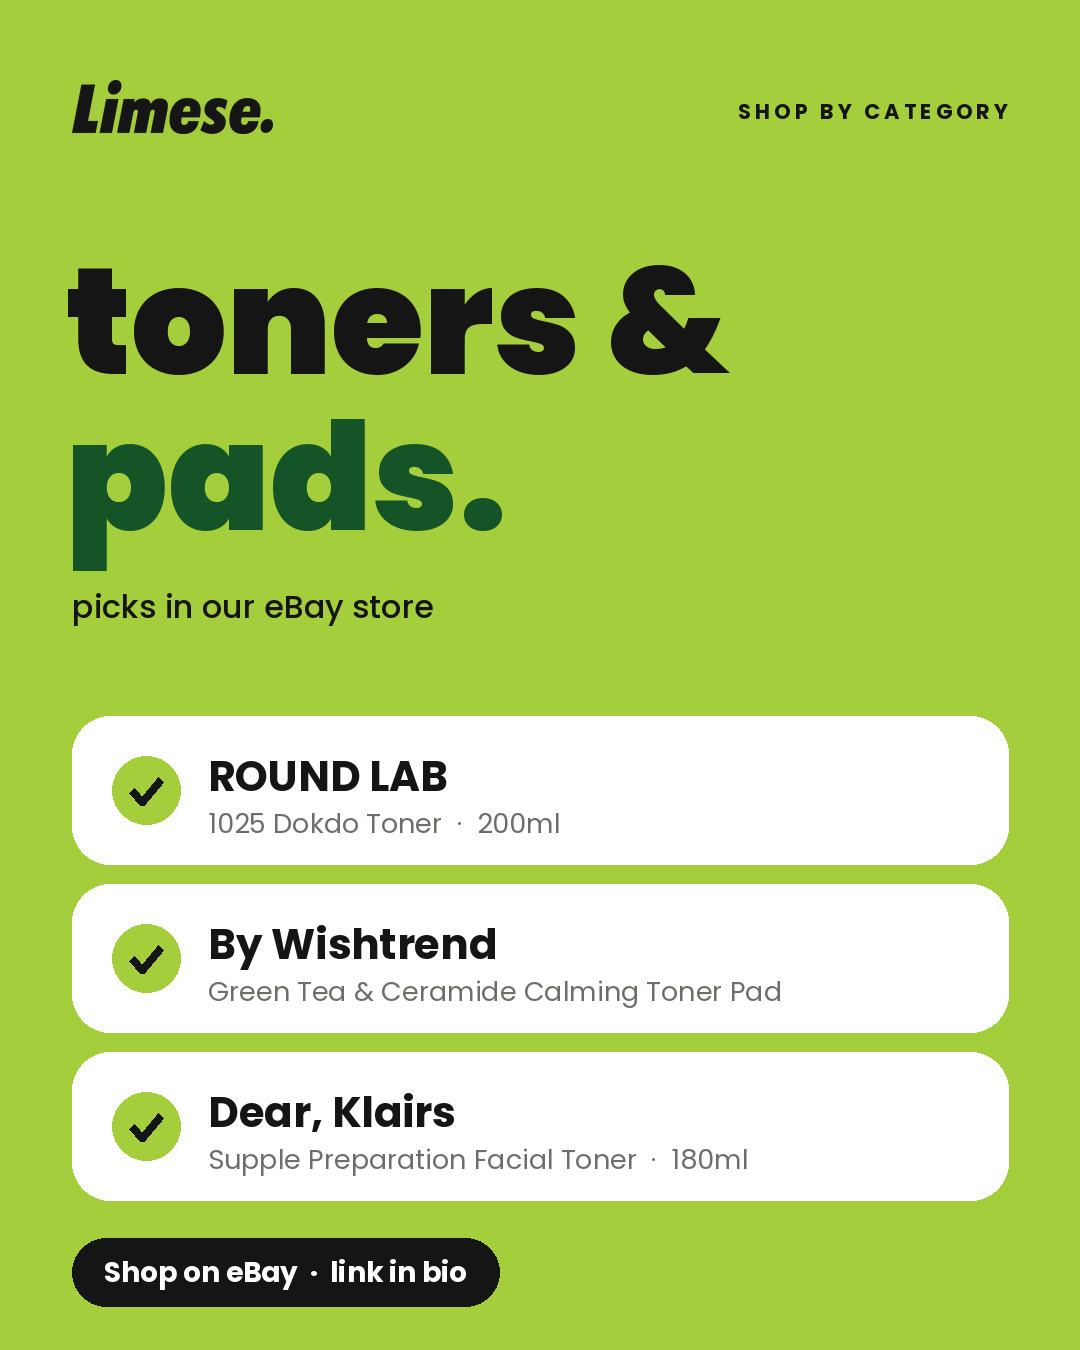 Limese.
SHOP BY CATEGORY
toners &
pads.
picks in our eBay store
ROUND LAB
1025 Dokdo Toner · 200ml
By Wishtrend
Green Tea & Ceramide Calming Toner Pad
Dear, Klairs
Supple Preparation Facial Toner · 180ml
Shop on eBay · link in bio